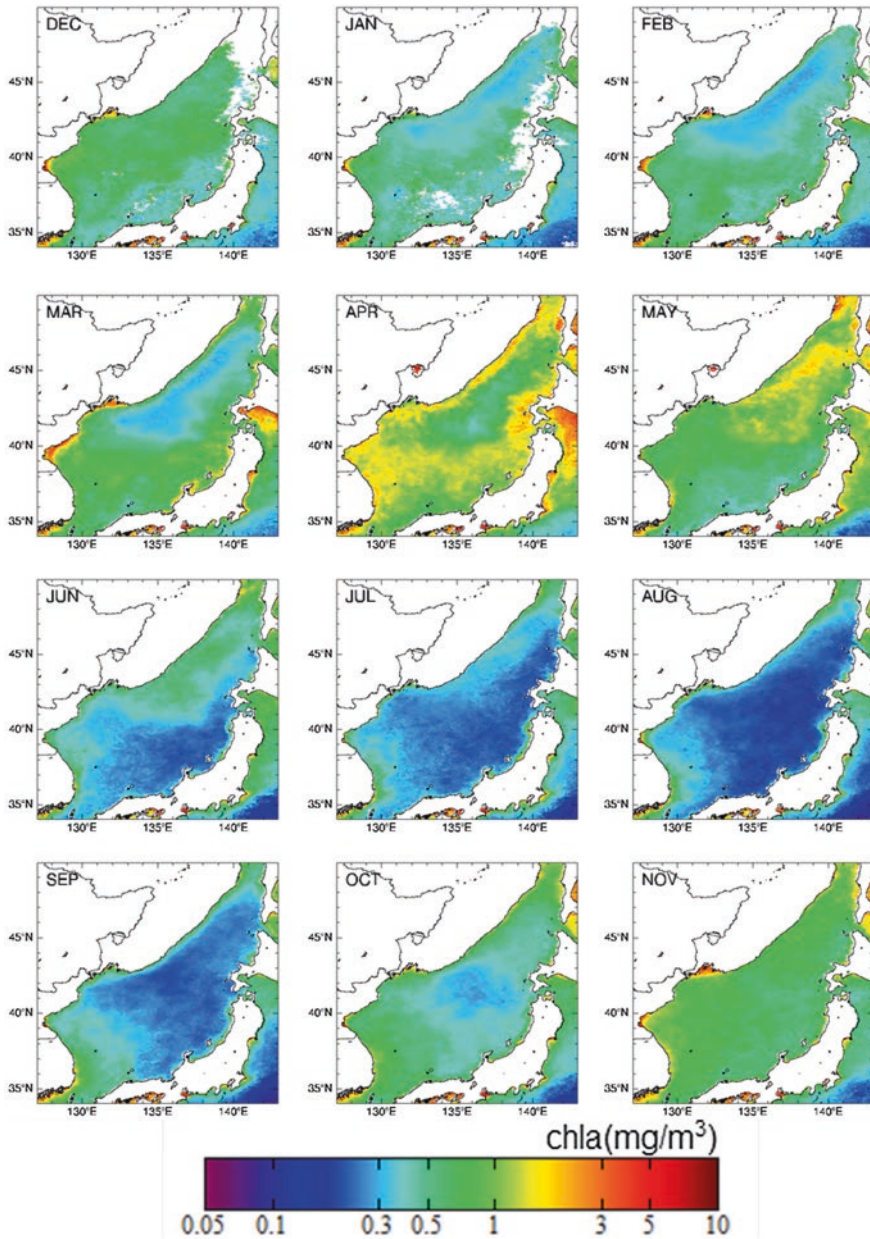 DEC JAN FEB
45°N 45°N 45°N
40°N 40°N 40°N
35°N 35°N 35°N
130°E 135°E 140°E 130°E 135°E 140°E 130°E 135°E 140°E
MAR APR MAY
45°N 45°N 45°N
40°N 40°N 40°N
35°N 35°N 35°N
130°E 135°E 140°E 130°E 135°E 140°E 130°E 135°E 140°E
JUN JUL AUG
45°N 45°N 45°N
40°N 40°N 40°N
35°N 35°N 35°N
130°E 135°E 140°E 130°E 135°E 140°E 130°E 135°E 140°E
SEP OCT NOV
45°N 45°N 45°N
40°N 40°N 40°N
35°N 35°N 35°N
130°E 135°E 140°E 130°E 135°E 140°E 130°E 135°E 140°E
chla(mg/m³)
0.05 0.1 0.3 0.5 1 3 5 10